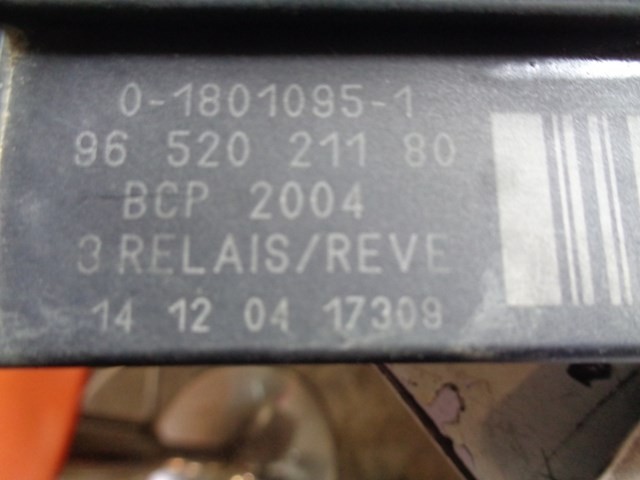 0-1801095-1
96 520 211 80
BCP 2004
3 RELAIS/REVE
14 12 04 17309